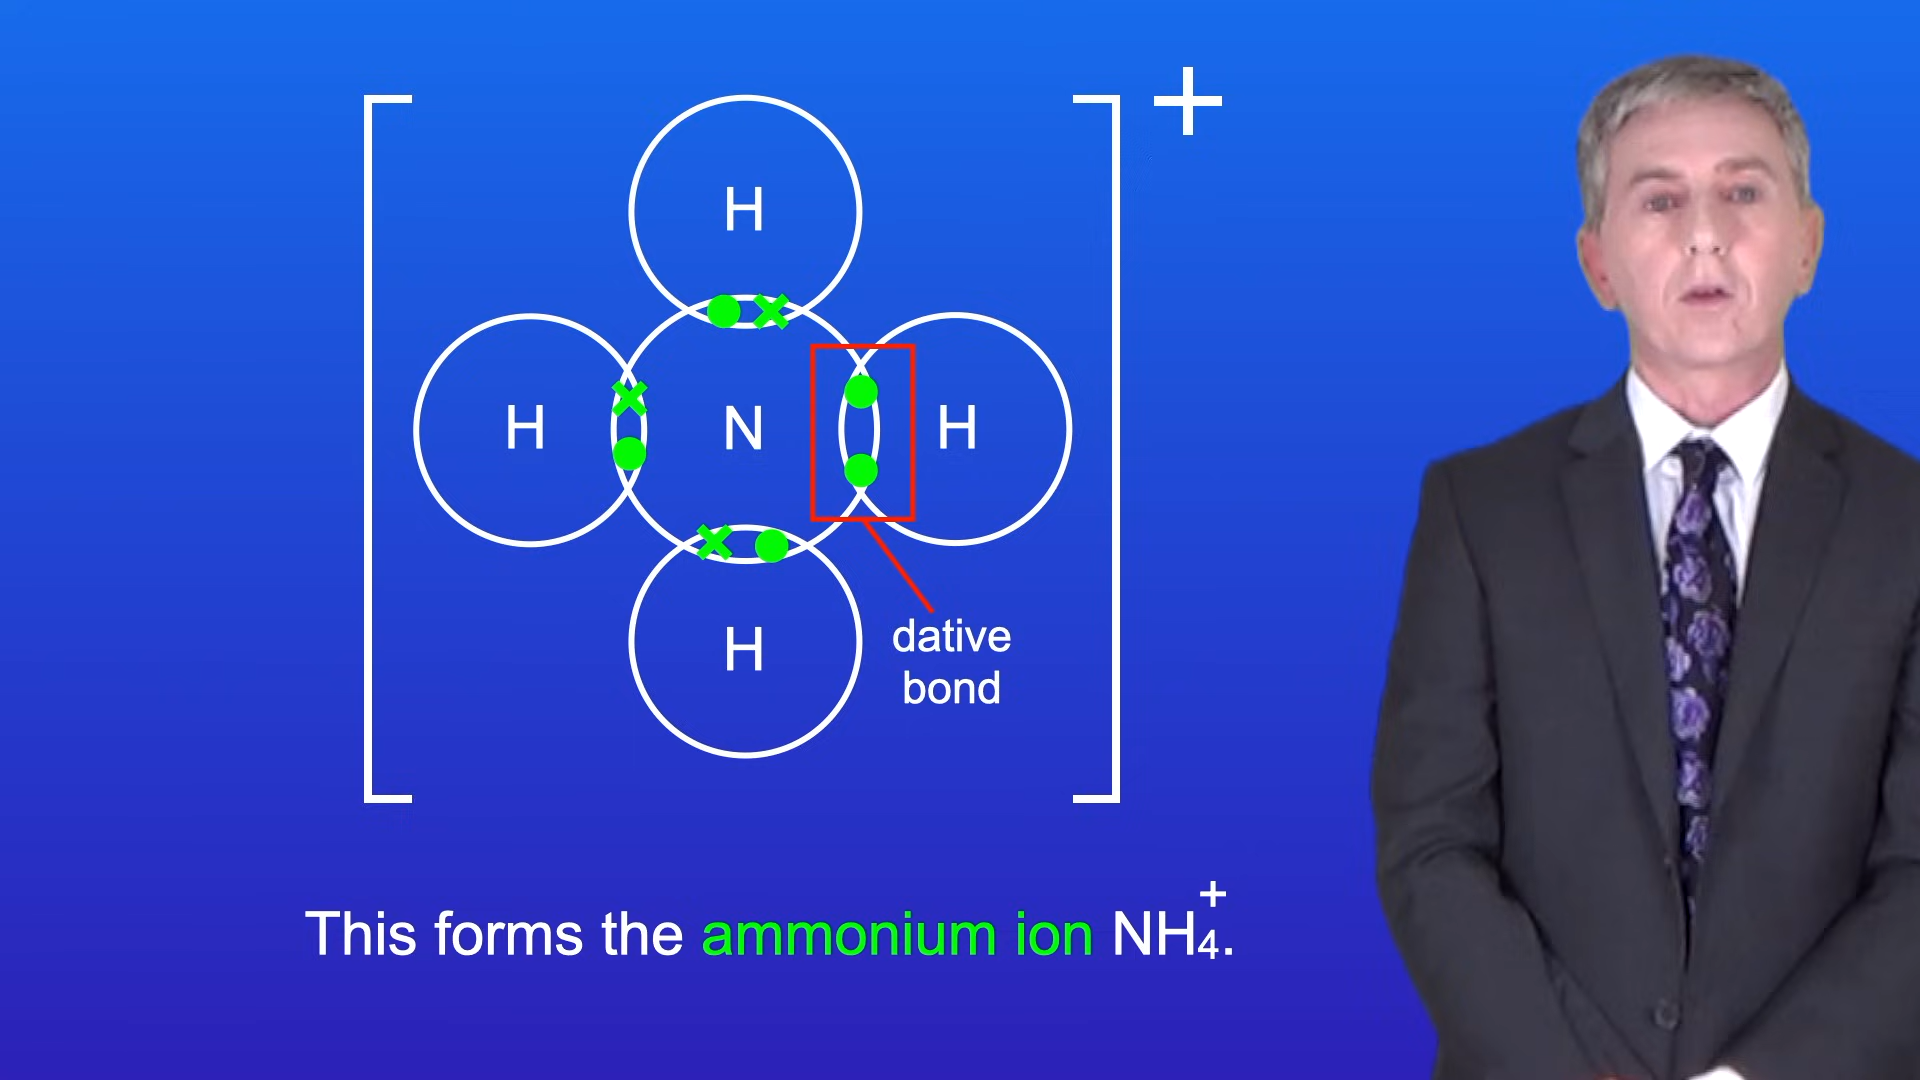 +
H
H N H
H
dative
bond
This forms the ammonium ion NH₄⁺.